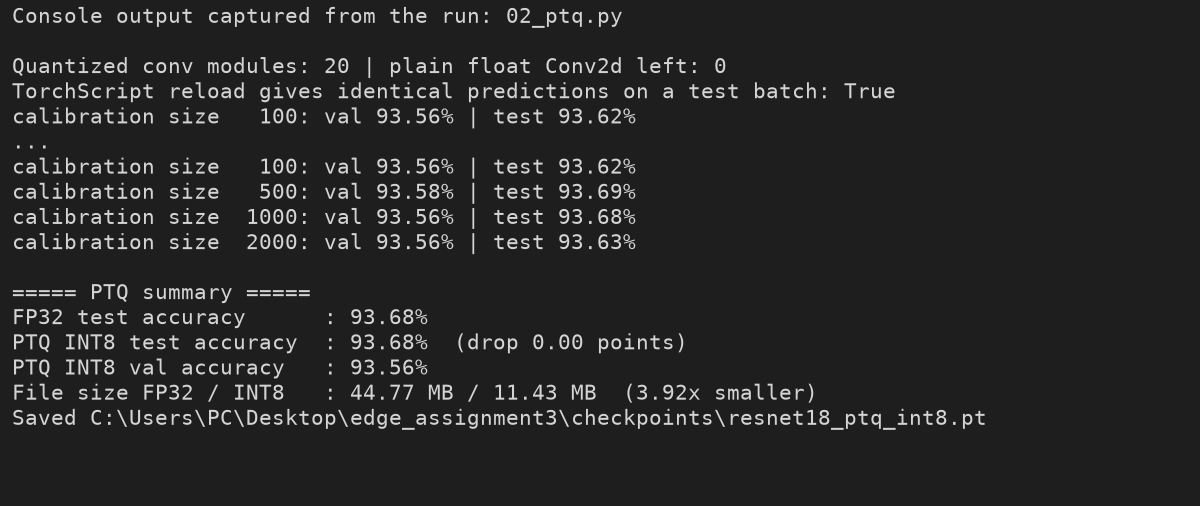 Console output captured from the run: 02_ptq.py
Quantized conv modules: 20 | plain float Conv2d left: 0
TorchScript reload gives identical predictions on a test batch: True
calibration size   100: val 93.56% | test 93.62%
...
calibration size   100: val 93.56% | test 93.62%
calibration size   500: val 93.58% | test 93.69%
calibration size  1000: val 93.56% | test 93.68%
calibration size  2000: val 93.56% | test 93.63%
===== PTQ summary =====
FP32 test accuracy      : 93.68%
PTQ INT8 test accuracy  : 93.68%  (drop 0.00 points)
PTQ INT8 val accuracy   : 93.56%
File size FP32 / INT8   : 44.77 MB / 11.43 MB  (3.92x smaller)
Saved C:\Users\PC\Desktop\edge_assignment3\checkpoints\resnet18_ptq_int8.pt